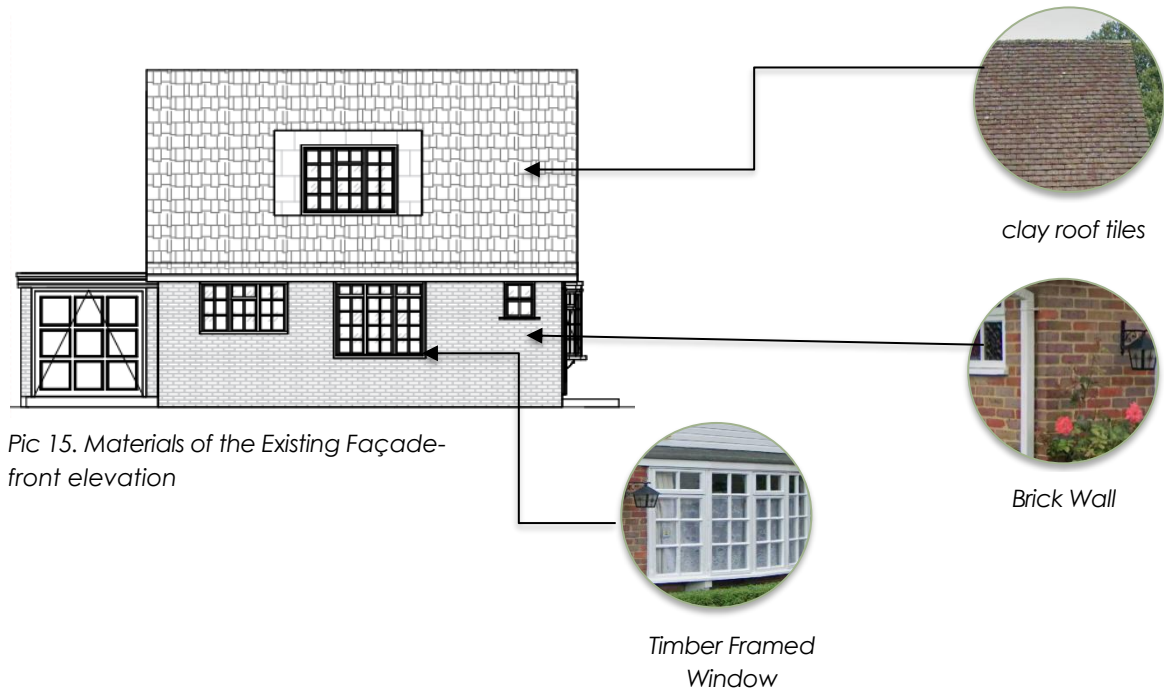 clay roof tiles
Pic 15. Materials of the Existing Façade-
front elevation
Brick Wall
Timber Framed
Window